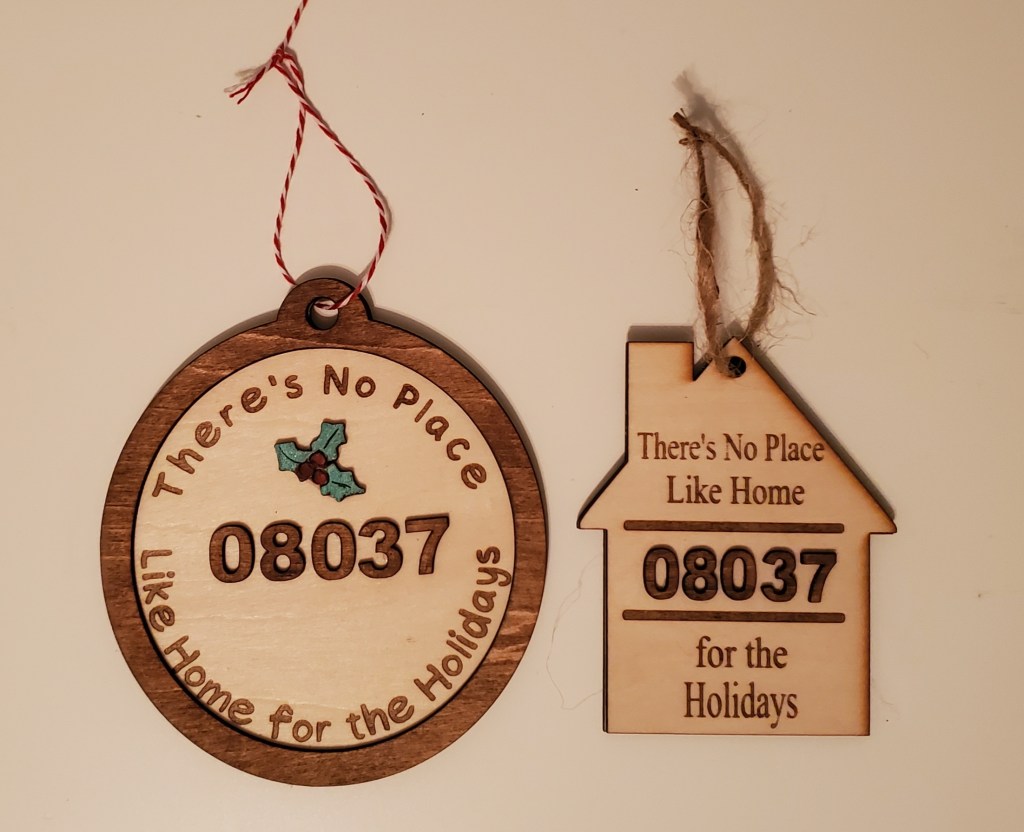 There's No Place
08037
Like Home for the Holidays
There's No Place
Like Home
08037
for the
Holidays